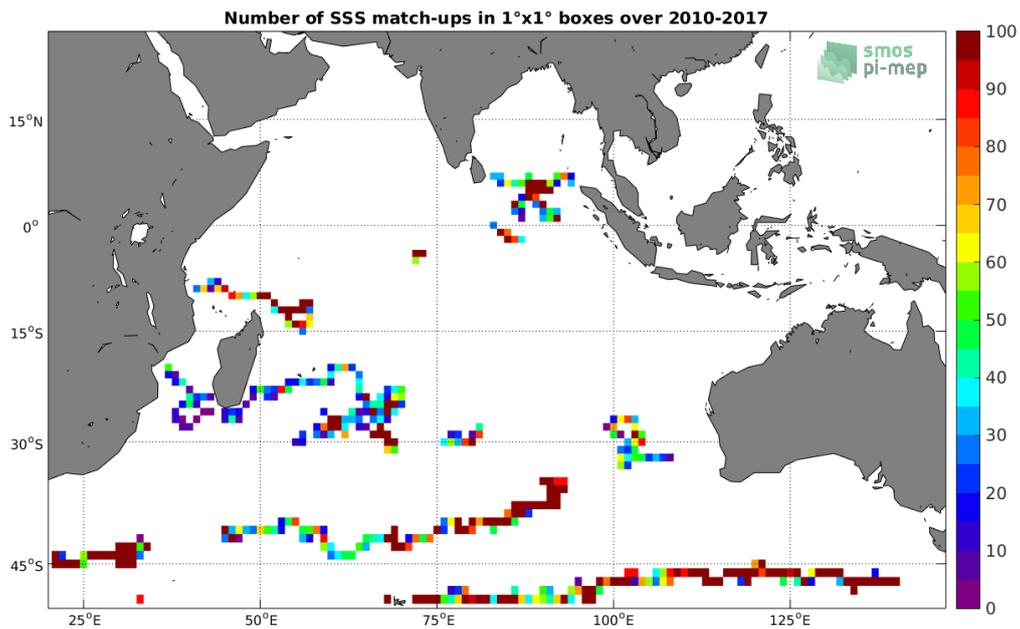 Number of SSS match-ups in 1°x1° boxes over 2010-2017
smos
pi-mep
100
90
80
70
60
50
40
30
20
10
0
15°N
0°
15°S
30°S
45°S
25°E
50°E
75°E
100°E
125°E